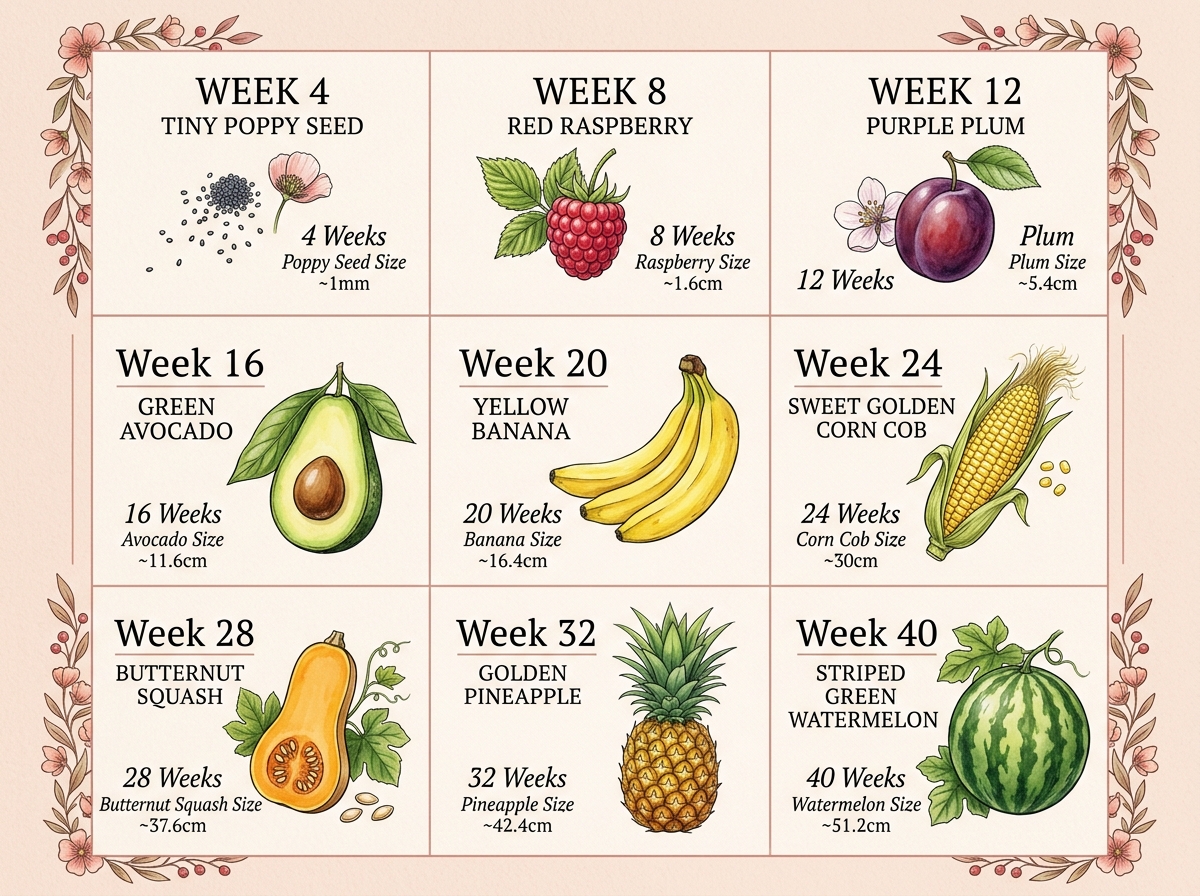 WEEK 4
TINY POPPY SEED
4 Weeks
Poppy Seed Size
~1mm
WEEK 8
RED RASPBERRY
8 Weeks
Raspberry Size
~1.6cm
WEEK 12
PURPLE PLUM
12 Weeks
Plum
Plum Size
~5.4cm
Week 16
GREEN
AVOCADO
16 Weeks
Avocado Size
~11.6cm
Week 20
YELLOW
BANANA
20 Weeks
Banana Size
~16.4cm
Week 24
SWEET GOLDEN
CORN COB
24 Weeks
Corn Cob Size
~30cm
Week 28
BUTTERNUT
SQUASH
28 Weeks
Butternut Squash Size
~37.6cm
Week 32
GOLDEN
PINEAPPLE
32 Weeks
Pineapple Size
~42.4cm
Week 40
STRIPED
GREEN
WATERMELON
40 Weeks
Watermelon Size
~51.2cm